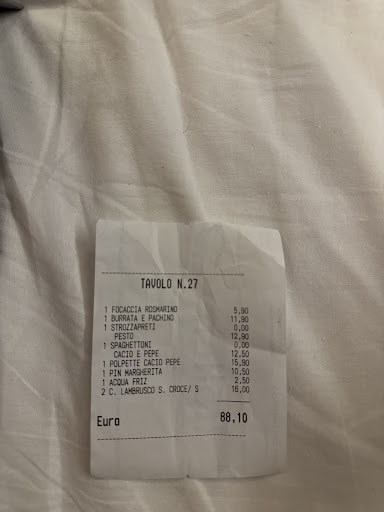 TAVOLO N.27
1 FOCACCIA ROSMARINO 5,90
1 BURRATA E PACHINO 11,90
1 STROZZAPRETI 0,00
PESTO 12,90
1 SPAGHETTONI 0,00
CACIO E PEPE 12,50
1 POLPETTE CACIO PEPE 15,90
1 PIN MARGHERITA 10,50
1 ACQUA FRIZ 2,50
2 C. LAMBRUSCO S. CROCE/ S 16,00
Euro 88,10